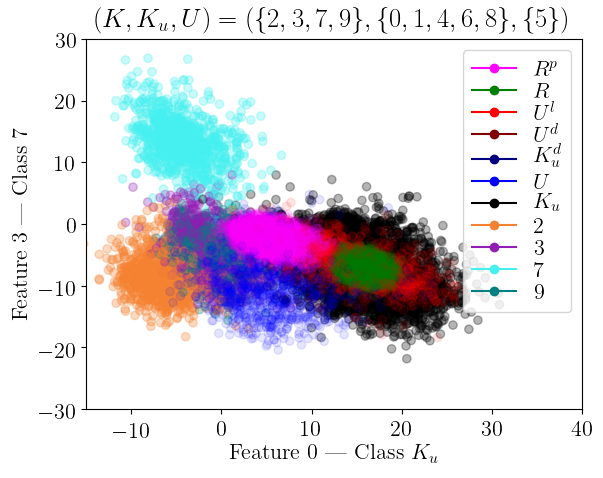 (K, K_u, U) = ({2, 3, 7, 9}, {0, 1, 4, 6, 8}, {5})
30
20
10
0
−10
−20
−30
Feature 3 — Class 7
R^p
R
U^l
U^d
K_u^d
U
K_u
2
3
7
9
−10
0
10
20
30
40
Feature 0 — Class K_u